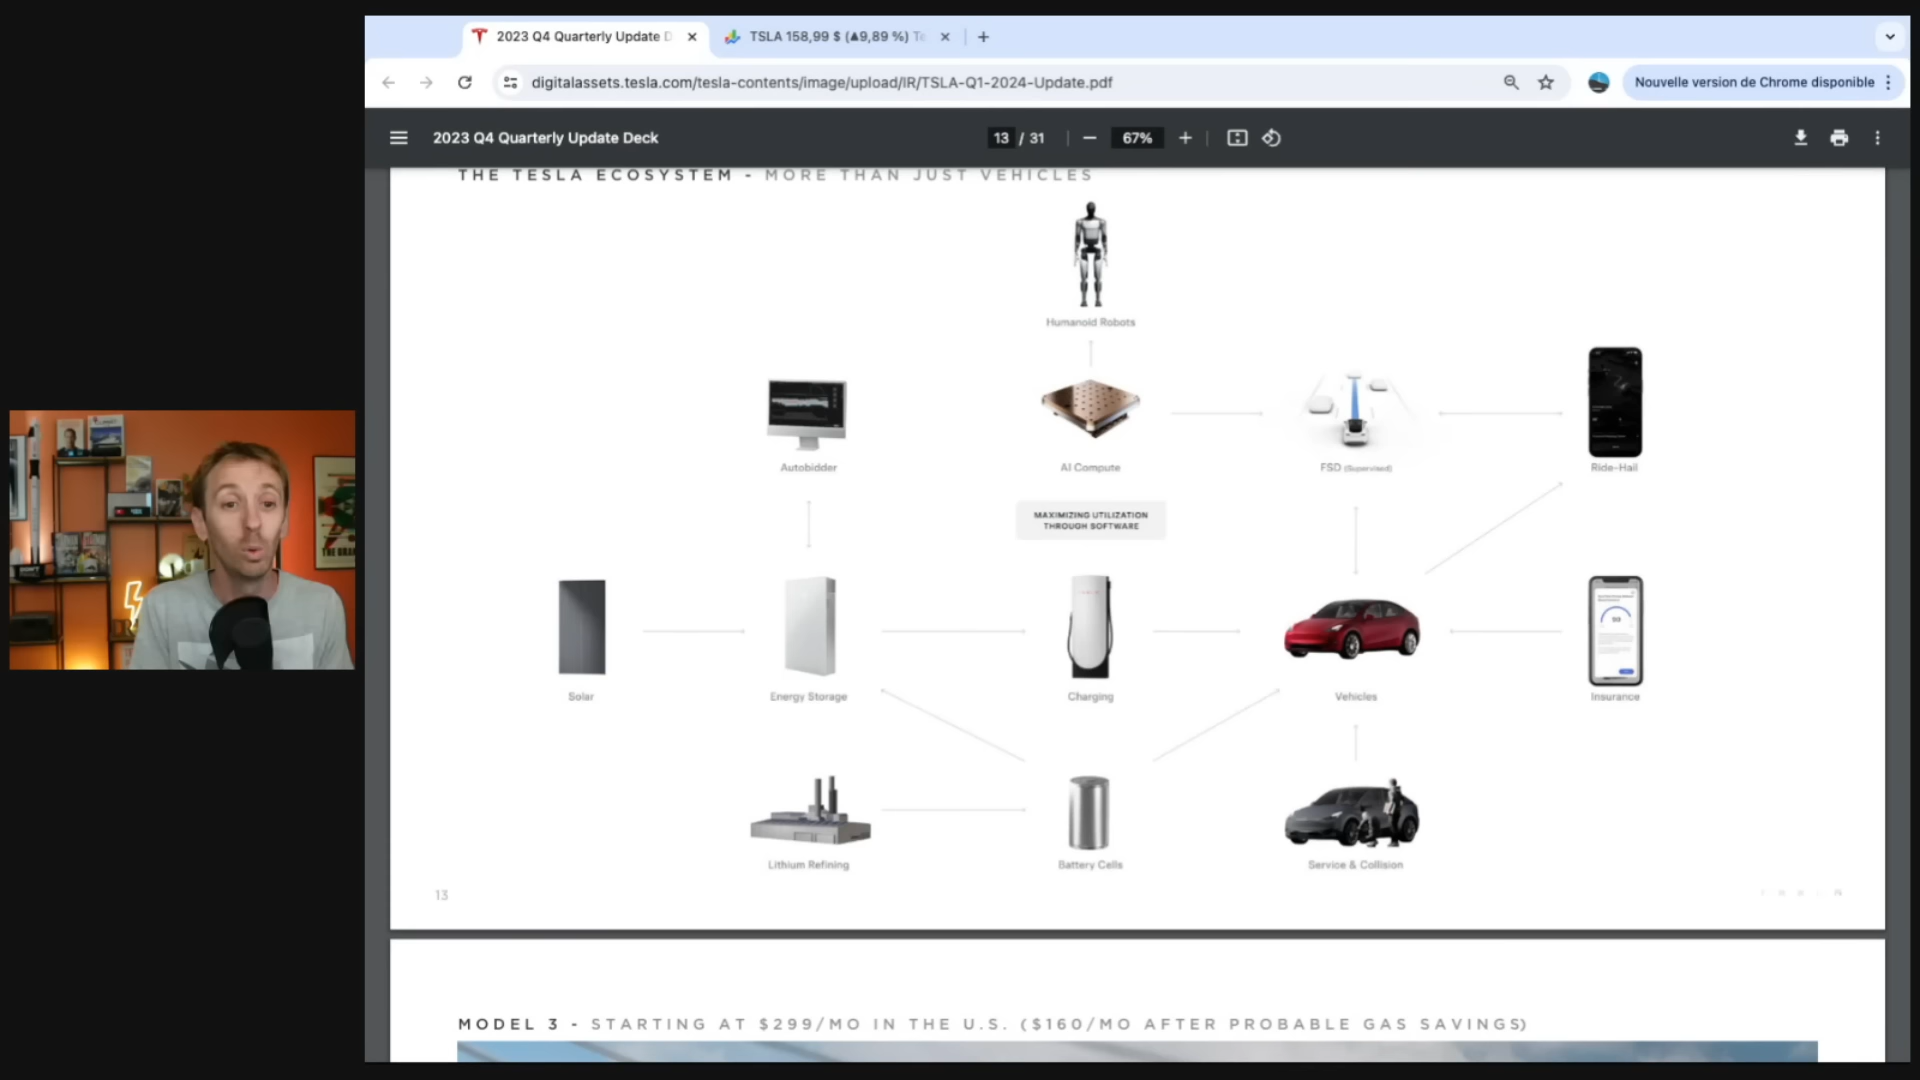 2023 Q4 Quarterly Update D
TSLA 158,99 $ (▲9,89 %) Te
digitalassets.tesla.com/tesla-contents/image/upload/IR/TSLA-Q1-2024-Update.pdf
Nouvelle version de Chrome disponible
2023 Q4 Quarterly Update Deck
13 / 31
67%
THE TESLA ECOSYSTEM - MORE THAN JUST VEHICLES
Humanoid Robots
Autobidder
AI Compute
FSD (Supervised)
Ride-Hail
MAXIMIZING UTILIZATION
THROUGH SOFTWARE
Solar
Energy Storage
Charging
Vehicles
Insurance
Lithium Refining
Battery Cells
Service & Collision
13
MODEL 3 - STARTING AT $299/MO IN THE U.S. ($160/MO AFTER PROBABLE GAS SAVINGS)